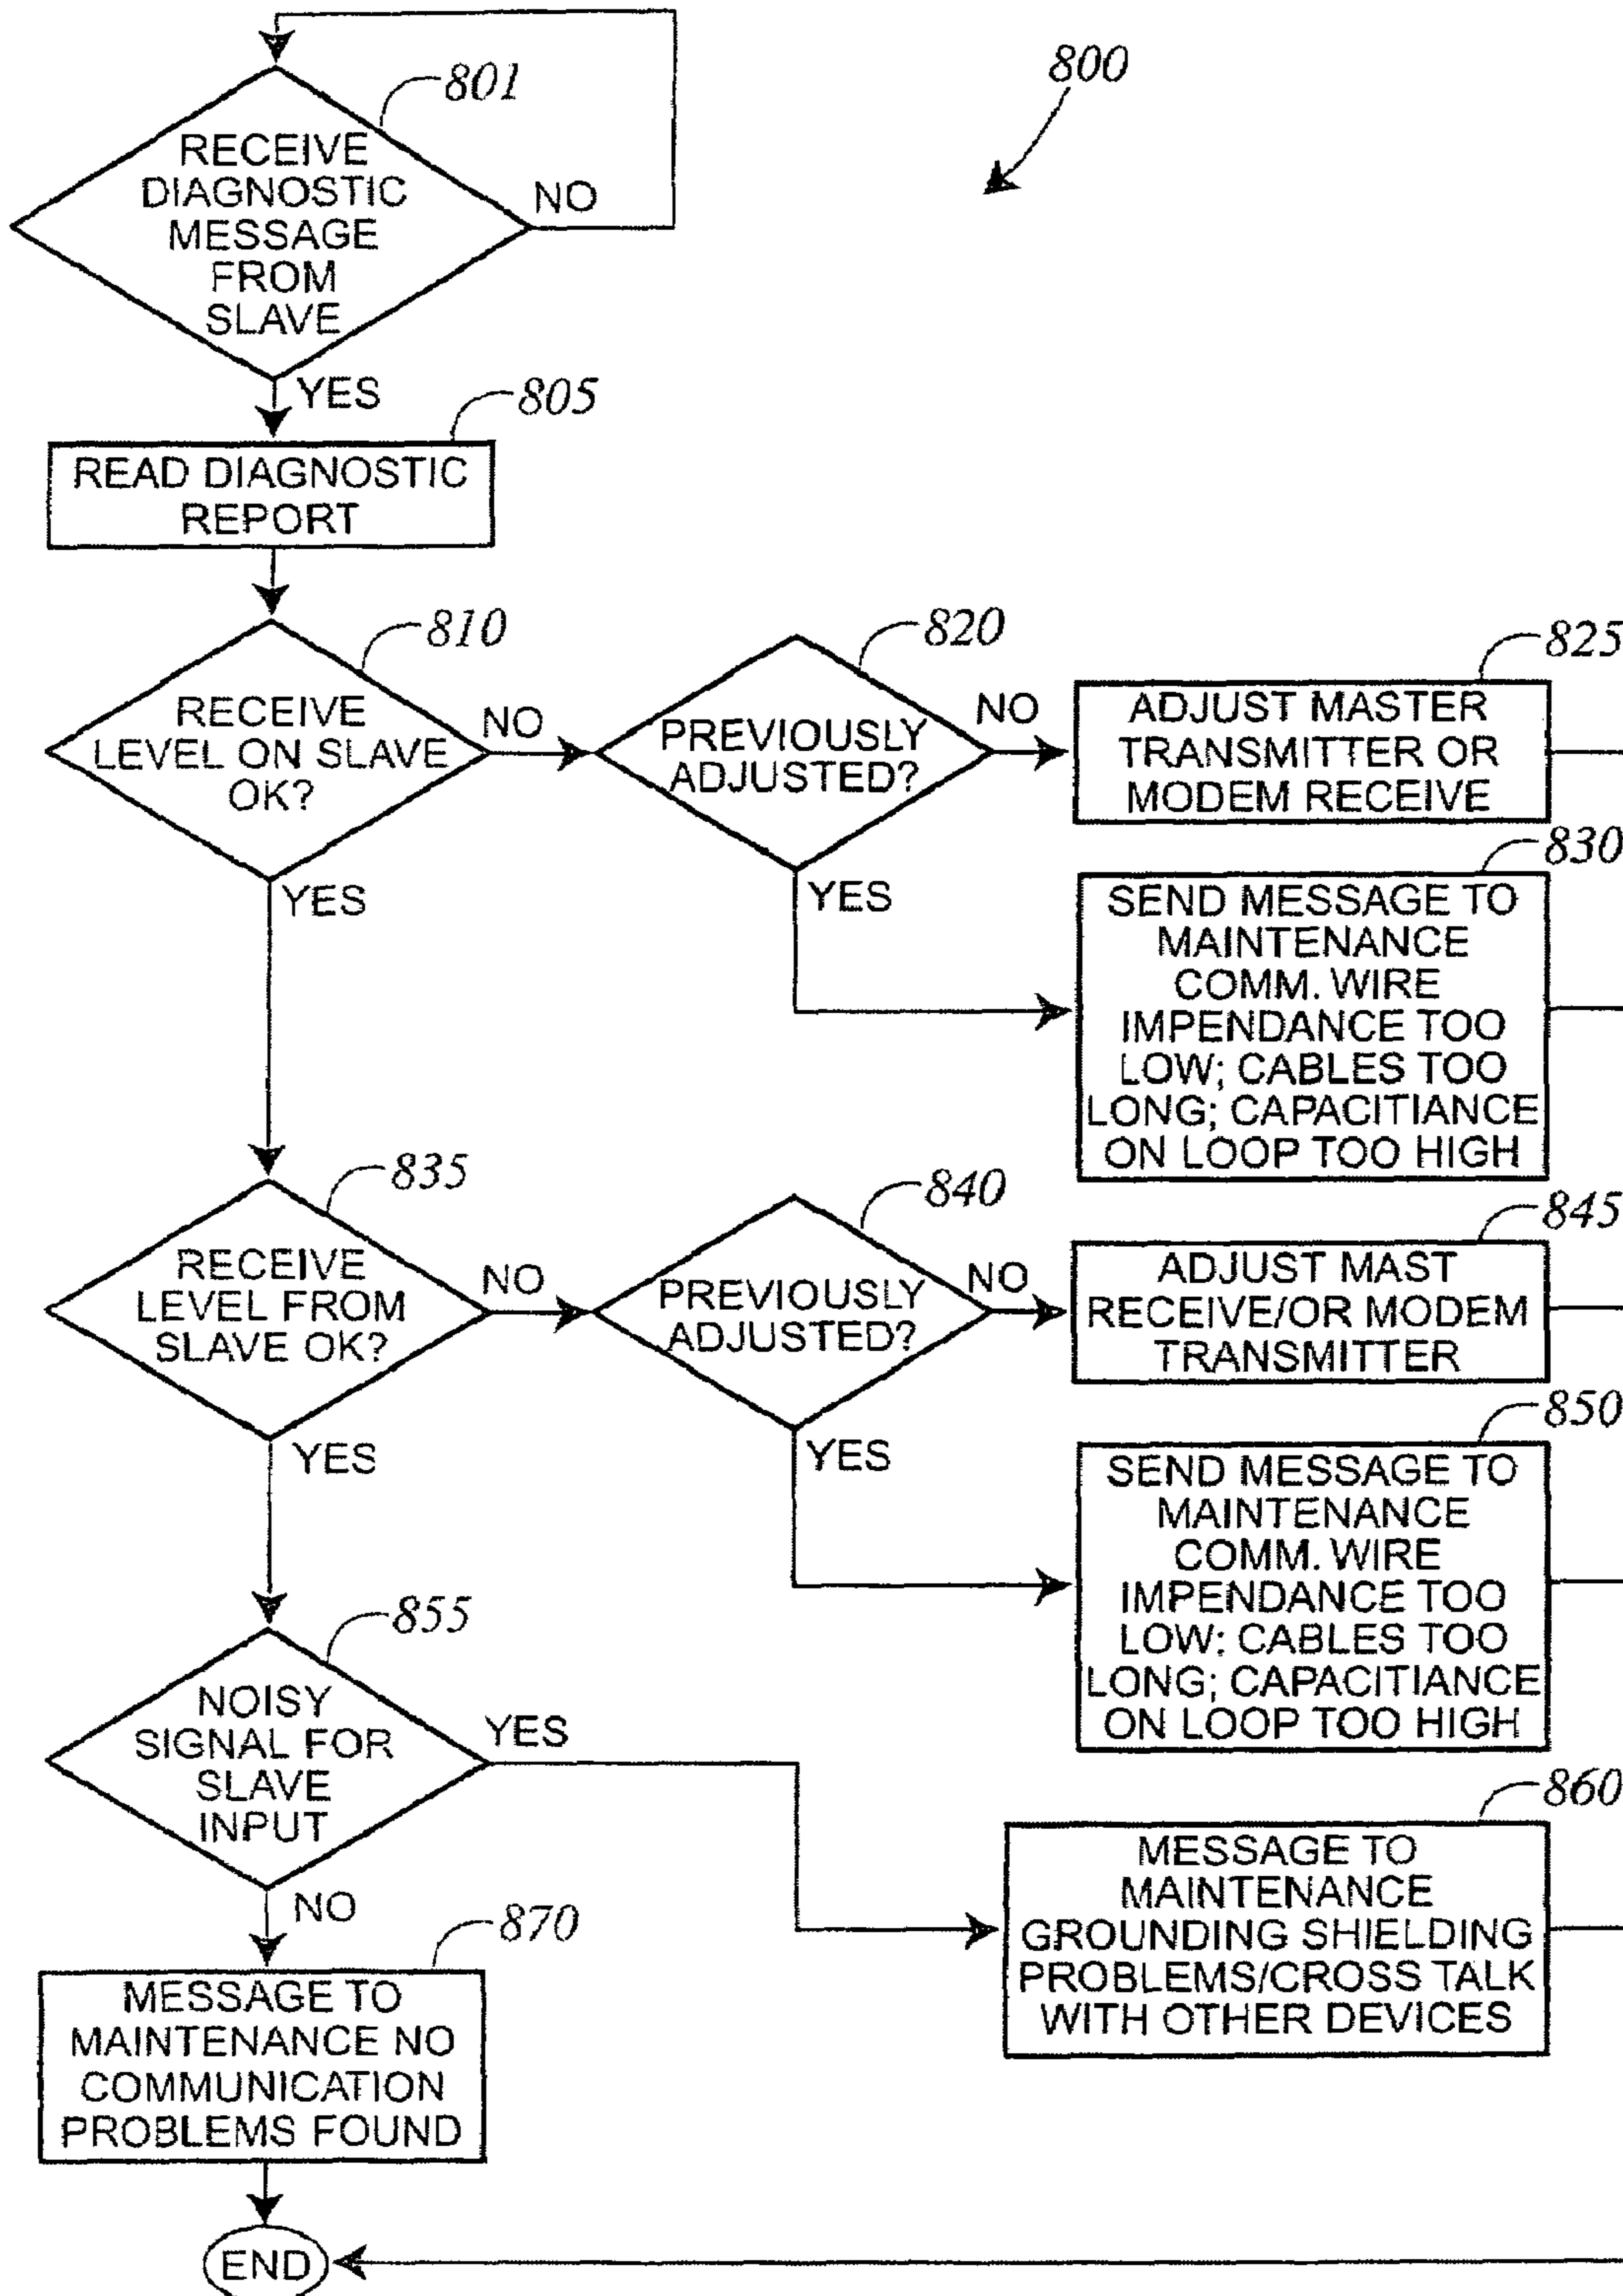 800
801
RECEIVE
DIAGNOSTIC
MESSAGE
FROM
SLAVE
NO
YES
805
READ DIAGNOSTIC
REPORT
810
RECEIVE
LEVEL ON SLAVE
OK?
NO
YES
820
PREVIOUSLY
ADJUSTED?
NO
YES
825
ADJUST MASTER
TRANSMITTER OR
MODEM RECEIVE
830
SEND MESSAGE TO
MAINTENANCE
COMM. WIRE
IMPENDANCE TOO
LOW; CABLES TOO
LONG; CAPACITIANCE
ON LOOP TOO HIGH
835
RECEIVE
LEVEL FROM
SLAVE OK?
NO
YES
840
PREVIOUSLY
ADJUSTED?
NO
YES
845
ADJUST MAST
RECEIVE/OR MODEM
TRANSMITTER
850
SEND MESSAGE TO
MAINTENANCE
COMM. WIRE
IMPENDANCE TOO
LOW; CABLES TOO
LONG; CAPACITIANCE
ON LOOP TOO HIGH
855
NOISY
SIGNAL FOR
SLAVE
INPUT
YES
NO
860
MESSAGE TO
MAINTENANCE
GROUNDING SHIELDING
PROBLEMS/CROSS TALK
WITH OTHER DEVICES
870
MESSAGE TO
MAINTENANCE NO
COMMUNICATION
PROBLEMS FOUND
END